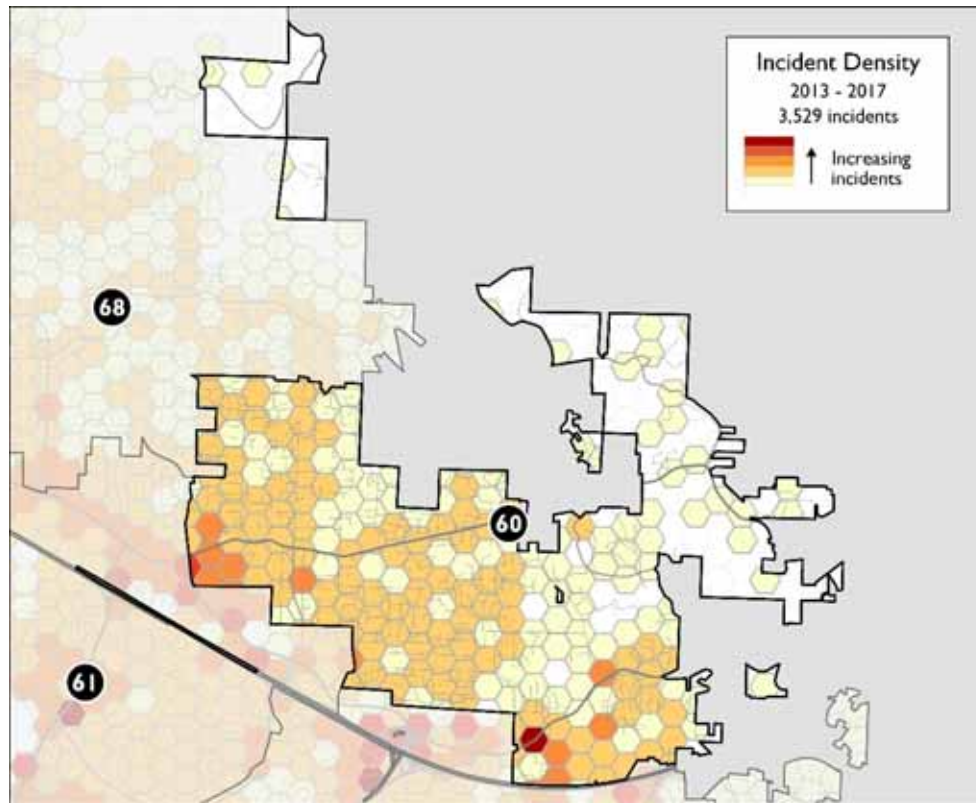 Incident Density
2013 - 2017
3,529 incidents
Increasing
incidents
68
60
61